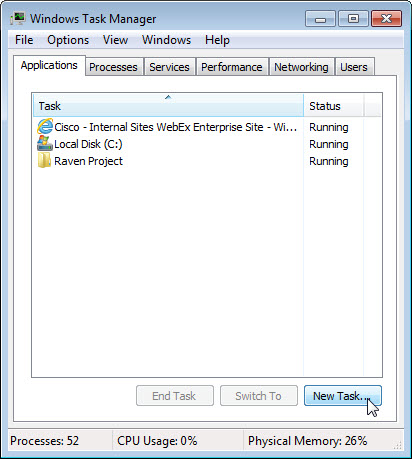 Windows Task Manager
File Options View Windows Help
Applications Processes Services Performance Networking Users
Task Status
Cisco - Internal Sites WebEx Enterprise Site - Wi... Running
Local Disk (C:) Running
Raven Project Running
End Task Switch To New Task...
Processes: 52 CPU Usage: 0% Physical Memory: 26%